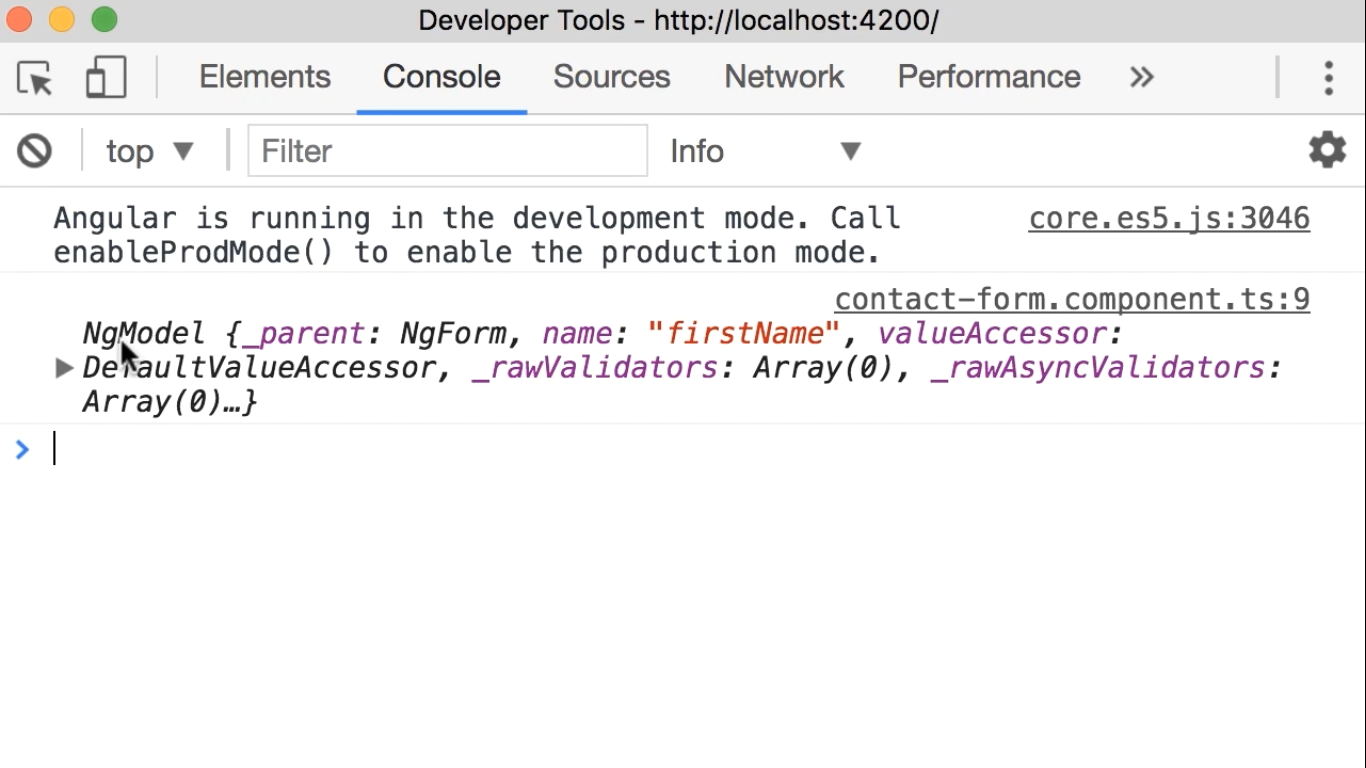 Developer Tools - http://localhost:4200/
Elements Console Sources Network Performance »
top ▼ Filter Info ▼
Angular is running in the development mode. Call core.es5.js:3046
enableProdMode() to enable the production mode.
contact-form.component.ts:9
NgModel {_parent: NgForm, name: "firstName", valueAccessor:
▶ DefaultValueAccessor, _rawValidators: Array(0), _rawAsyncValidators:
Array(0)…}
>